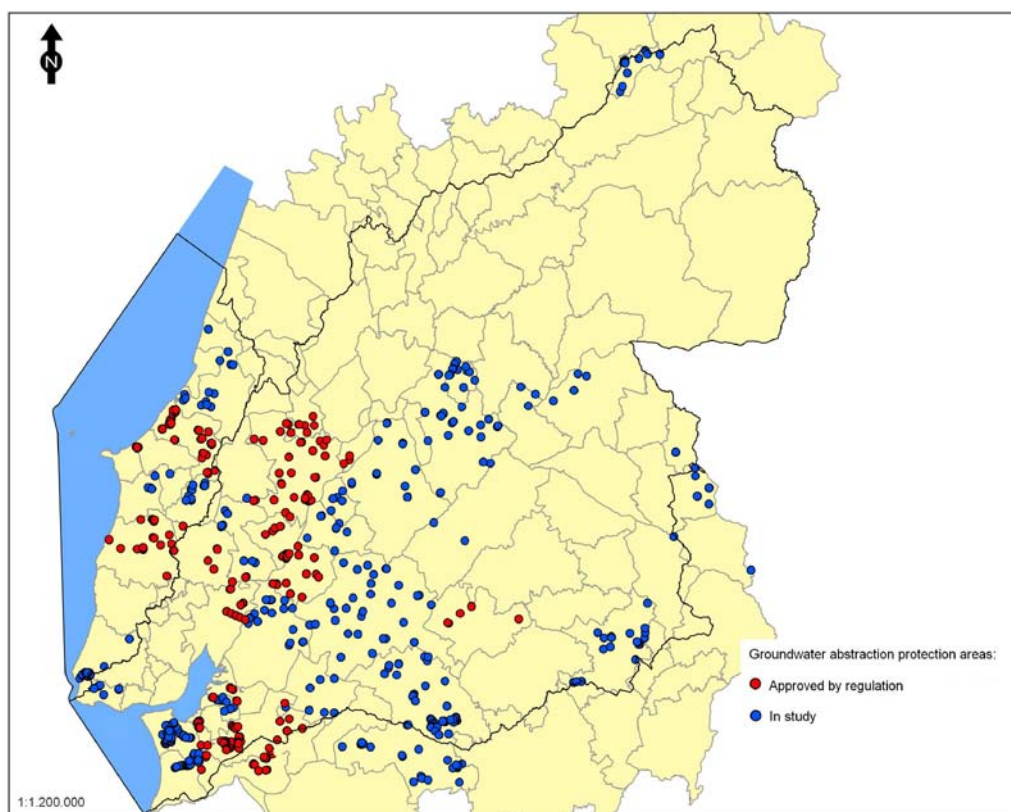 N
Groundwater abstraction protection areas:
Approved by regulation
In study
1:1.200.000